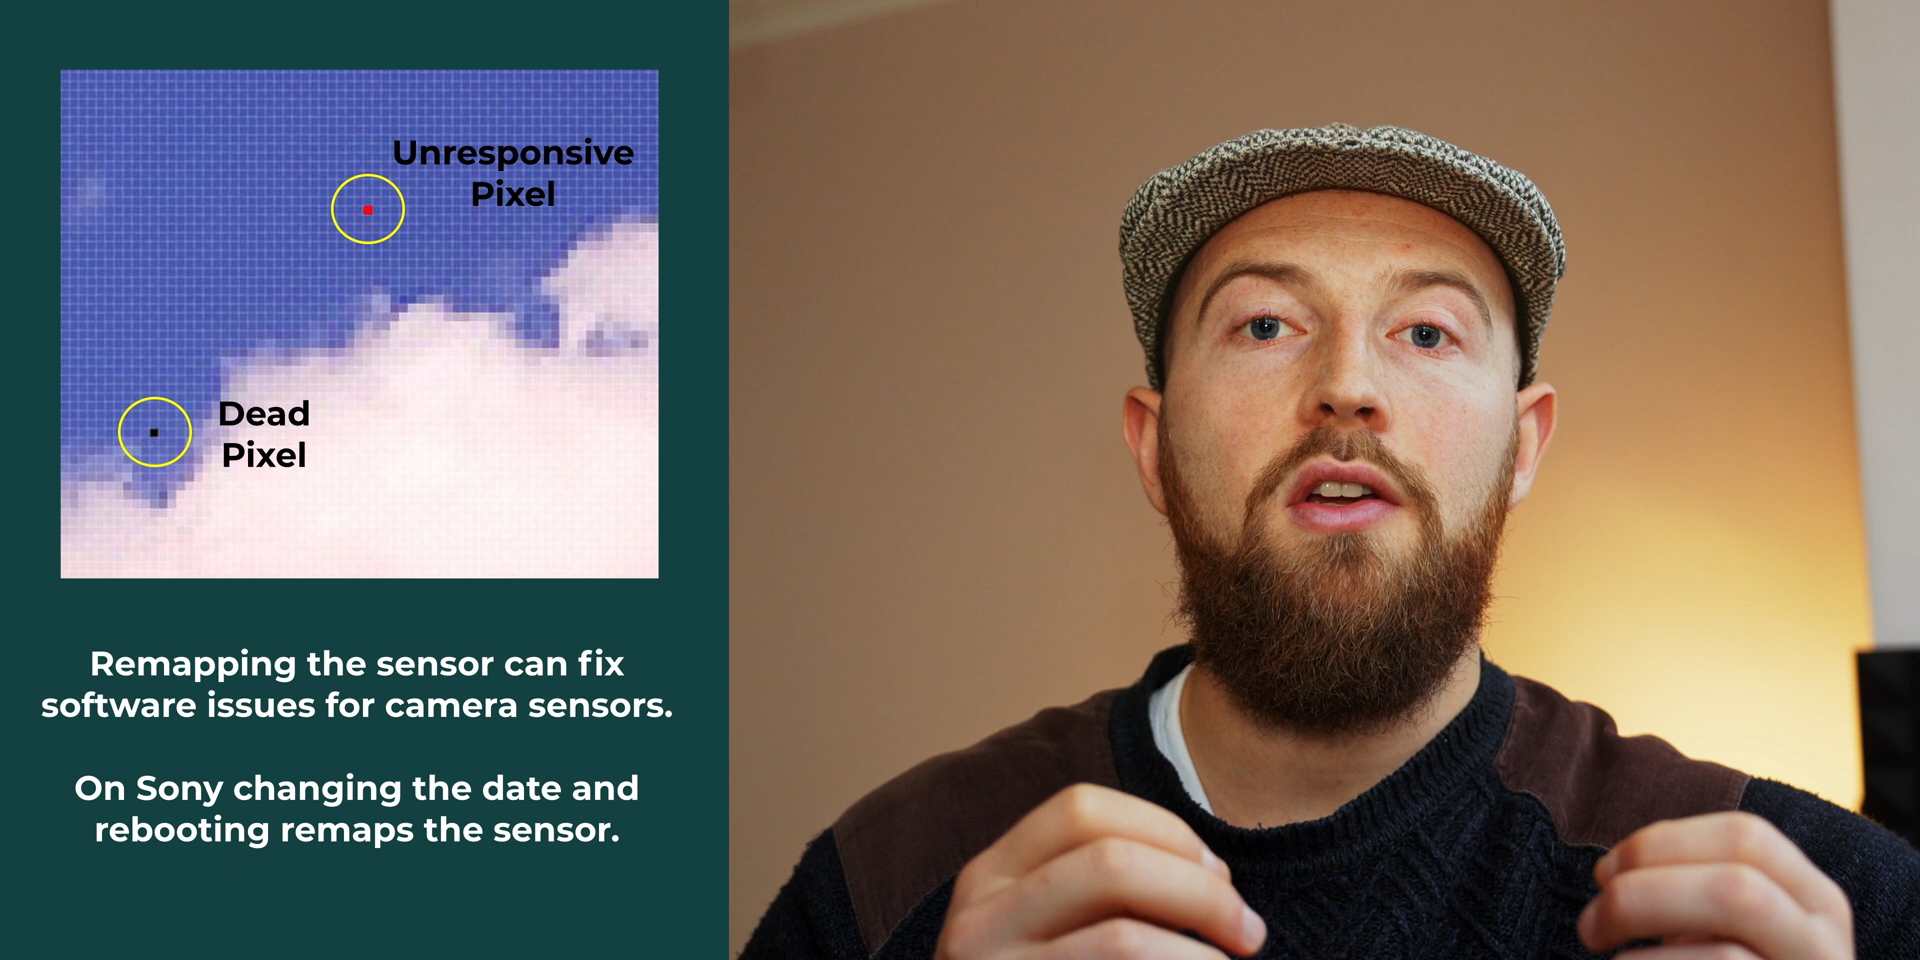 Unresponsive
Pixel
Dead
Pixel
Remapping the sensor can fix
software issues for camera sensors.
On Sony changing the date and
rebooting remaps the sensor.